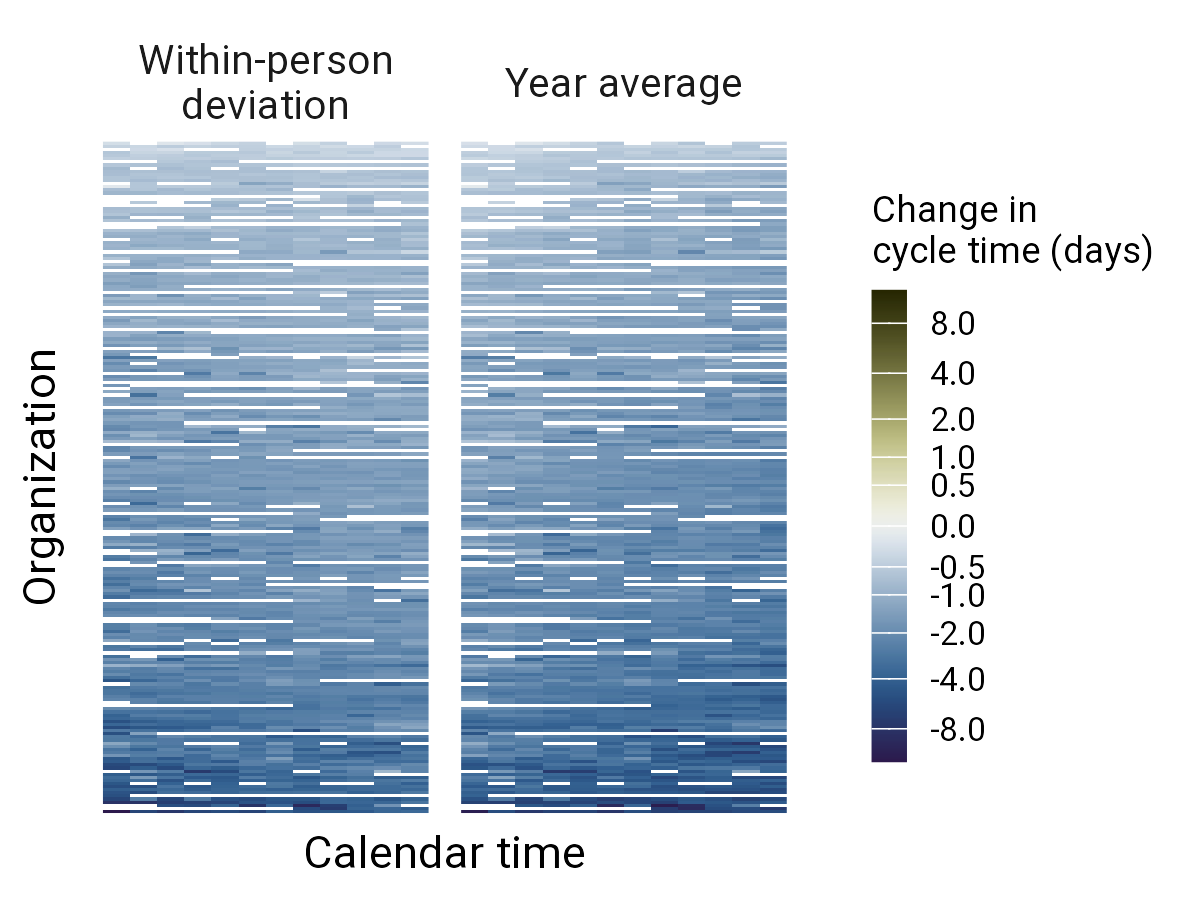 Within-person
deviation
Year average
Organization
Calendar time
Change in
cycle time (days)
8.0
4.0
2.0
1.0
0.5
0.0
-0.5
-1.0
-2.0
-4.0
-8.0